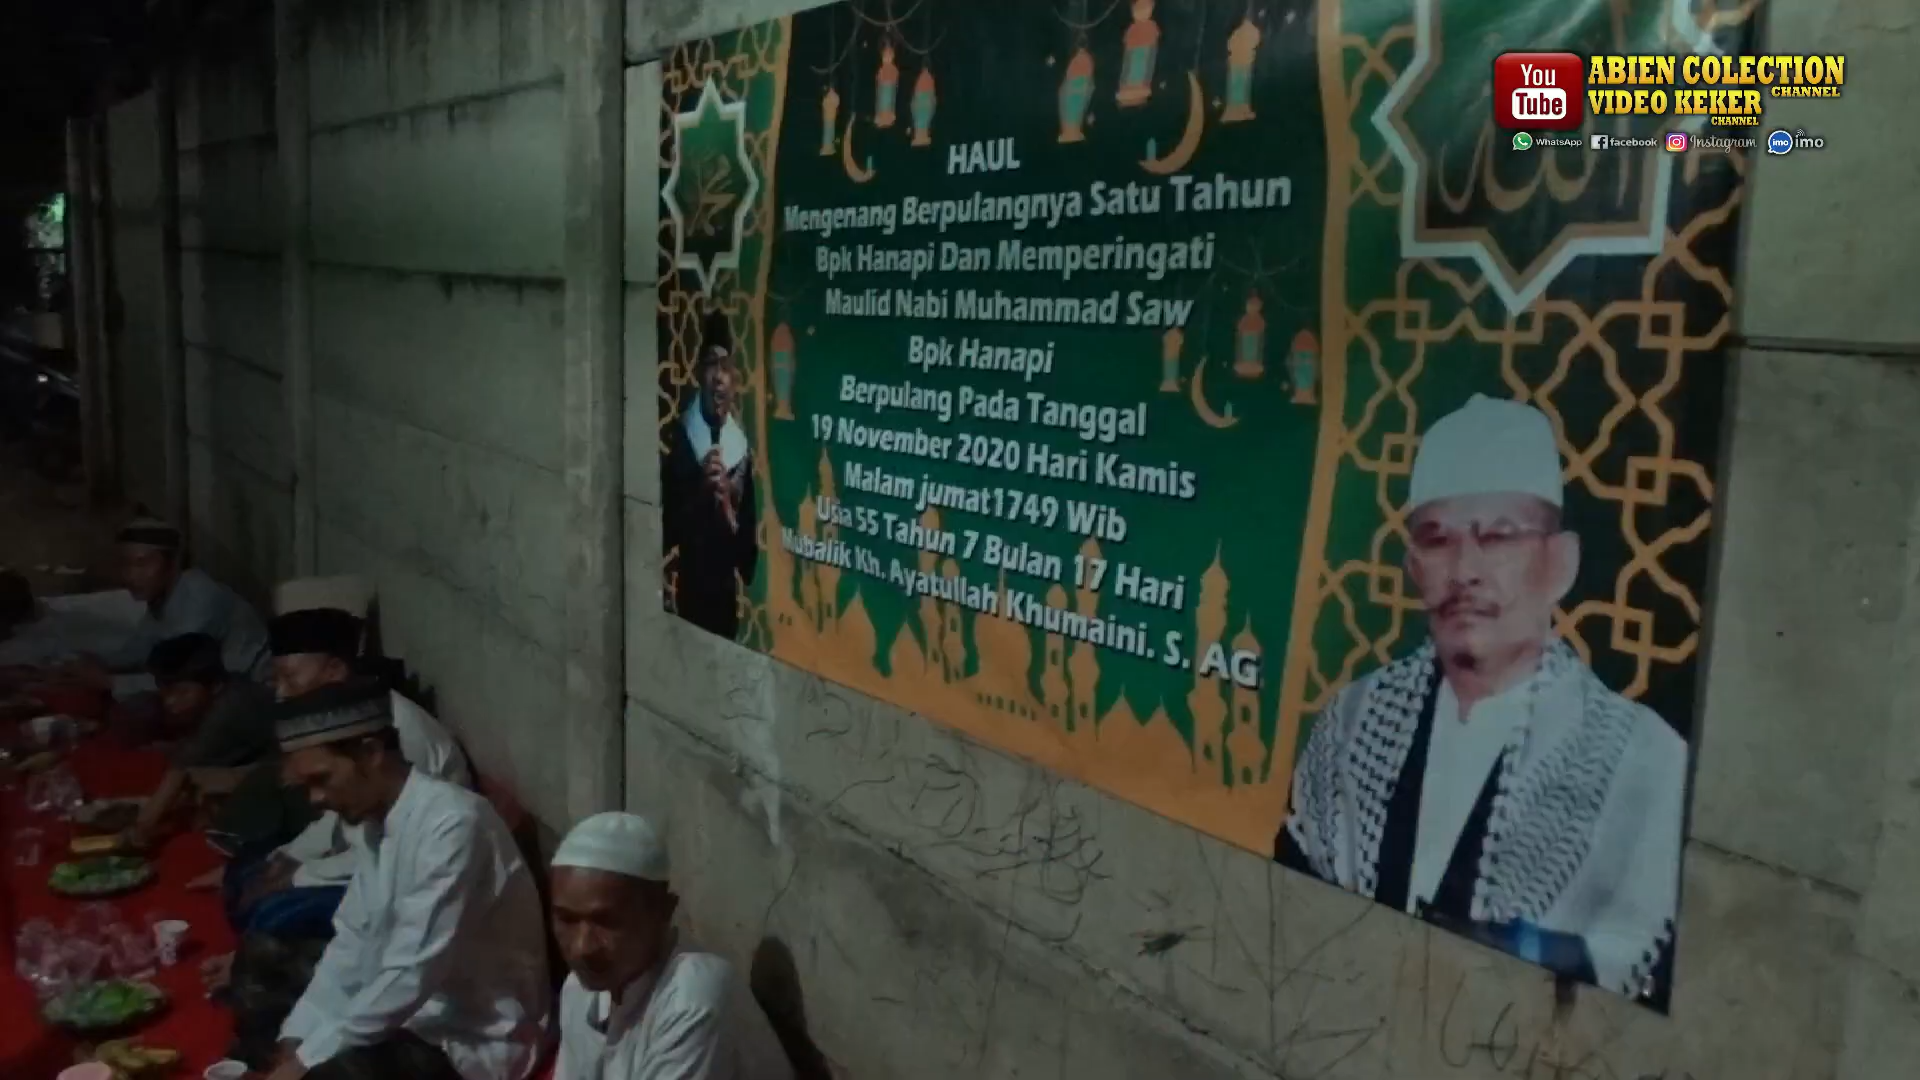 You
Tube
ABIEN COLECTION
CHANNEL
VIDEO KEKER
CHANNEL
WhatsApp
facebook
Instagram
imo
imo
HAUL
Mengenang Berpulangnya Satu Tahun
Bpk Hanapi Dan Memperingati
Maulid Nabi Muhammad Saw
Bpk Hanapi
Berpulang Pada Tanggal
19 November 2020 Hari Kamis
Malam jumat1749 Wib
Usia 55 Tahun 7 Bulan 17 Hari
Mubalik Kh. Ayatullah Khumaini. S. AG